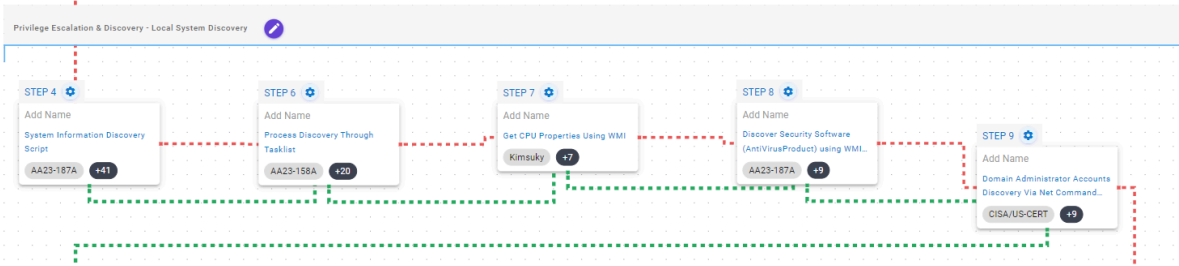 Privilege Escalation & Discovery - Local System Discovery
STEP 4
Add Name
System Information Discovery
Script
AA23-187A +41
STEP 6
Add Name
Process Discovery Through
Tasklist
AA23-158A +20
STEP 7
Add Name
Get CPU Properties Using WMI
Kimsuky +7
STEP 8
Add Name
Discover Security Software
(AntiVirusProduct) using WMI...
AA23-187A +9
STEP 9
Add Name
Domain Administrator Accounts
Discovery Via Net Command...
CISA/US-CERT +9